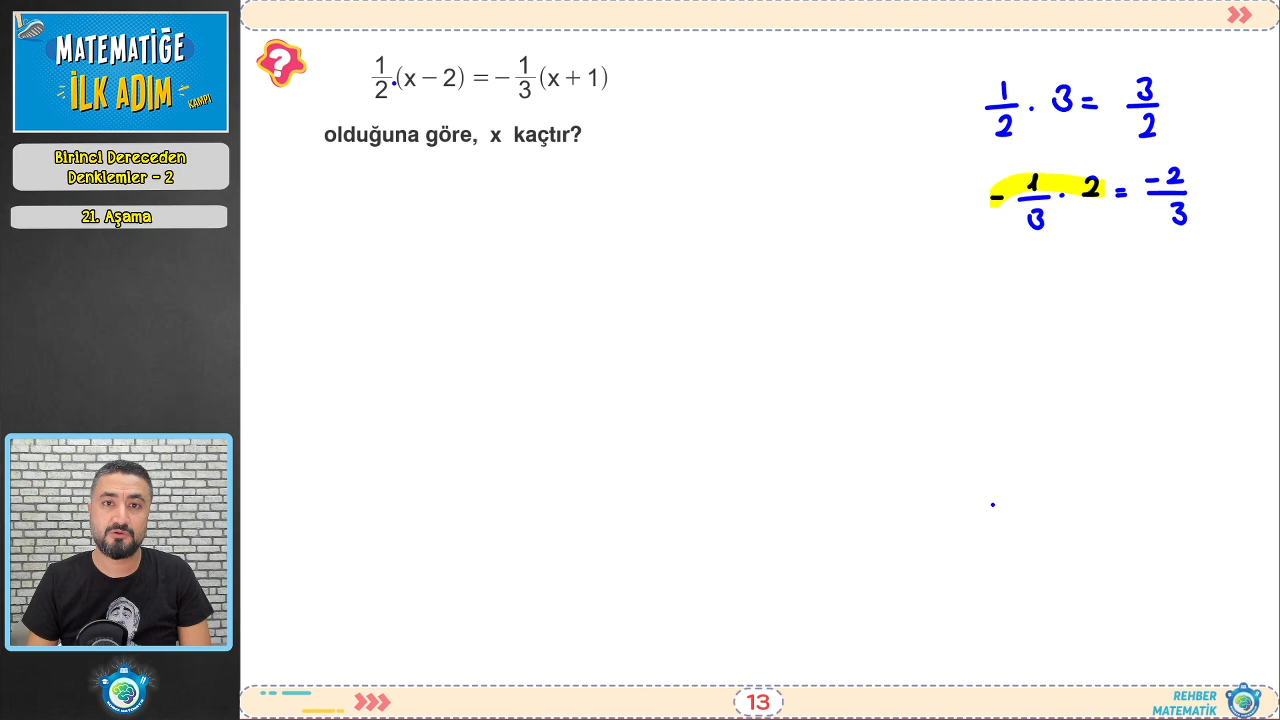 MATEMATİĞE
İLK ADIM
KAMPI
Birinci Dereceden
Denklemler - 2
21. Aşama
?
1/2 . (x − 2) = − 1/3 (x + 1)
olduğuna göre, x kaçtır?
1/2 . 3 = 3/2
- 1/3 . 2 = -2/3
13
REHBER
MATEMATİK